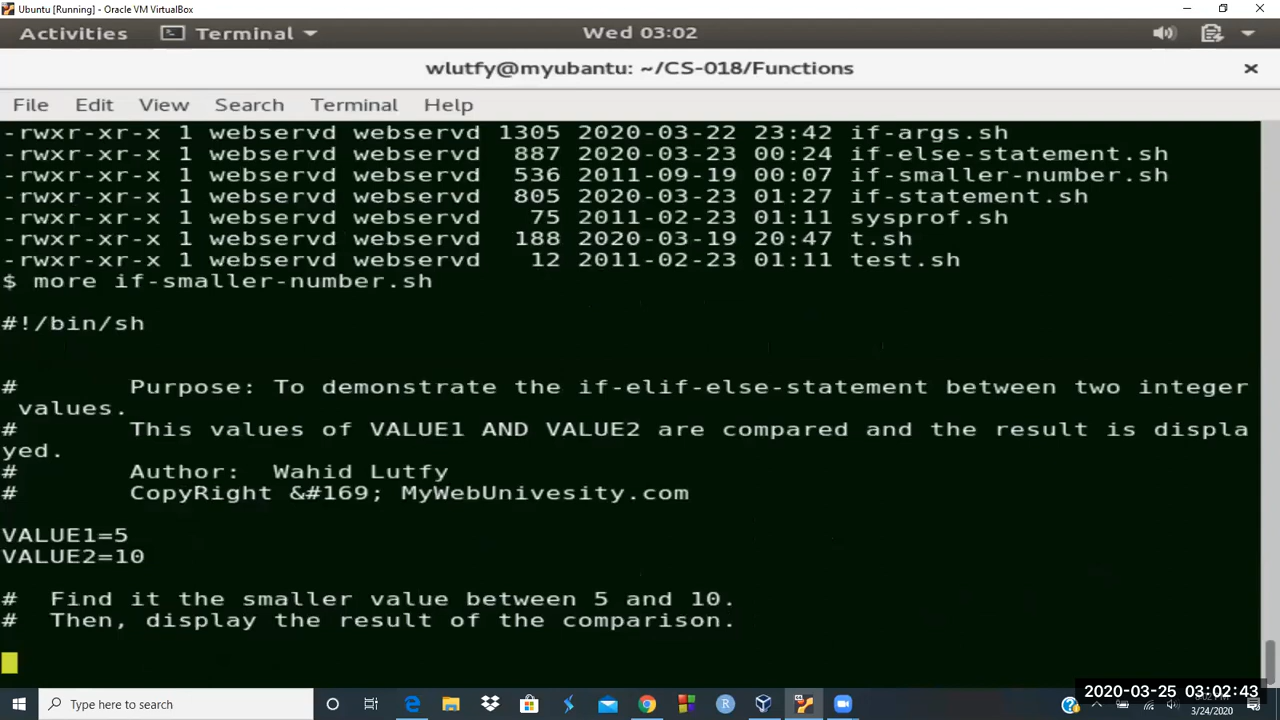 Ubuntu [Running] - Oracle VM VirtualBox
Activities Terminal Wed 03:02
wlutfy@myubantu: ~/CS-018/Functions
File Edit View Search Terminal Help
-rwxr-xr-x 1 webservd webservd 1305 2020-03-22 23:42 if-args.sh
-rwxr-xr-x 1 webservd webservd 887 2020-03-23 00:24 if-else-statement.sh
-rwxr-xr-x 1 webservd webservd 536 2011-09-19 00:07 if-smaller-number.sh
-rwxr-xr-x 1 webservd webservd 805 2020-03-23 01:27 if-statement.sh
-rwxr-xr-x 1 webservd webservd 75 2011-02-23 01:11 sysprof.sh
-rwxr-xr-x 1 webservd webservd 188 2020-03-19 20:47 t.sh
-rwxr-xr-x 1 webservd webservd 12 2011-02-23 01:11 test.sh
$ more if-smaller-number.sh
#!/bin/sh
# Purpose: To demonstrate the if-elif-else-statement between two integer
values.
# This values of VALUE1 AND VALUE2 are compared and the result is displa
yed.
# Author: Wahid Lutfy
# CopyRight &#169; MyWebUnivesity.com
VALUE1=5
VALUE2=10
# Find it the smaller value between 5 and 10.
# Then, display the result of the comparison.
Type here to search
2020-03-25 03:02:43
3/24/2020